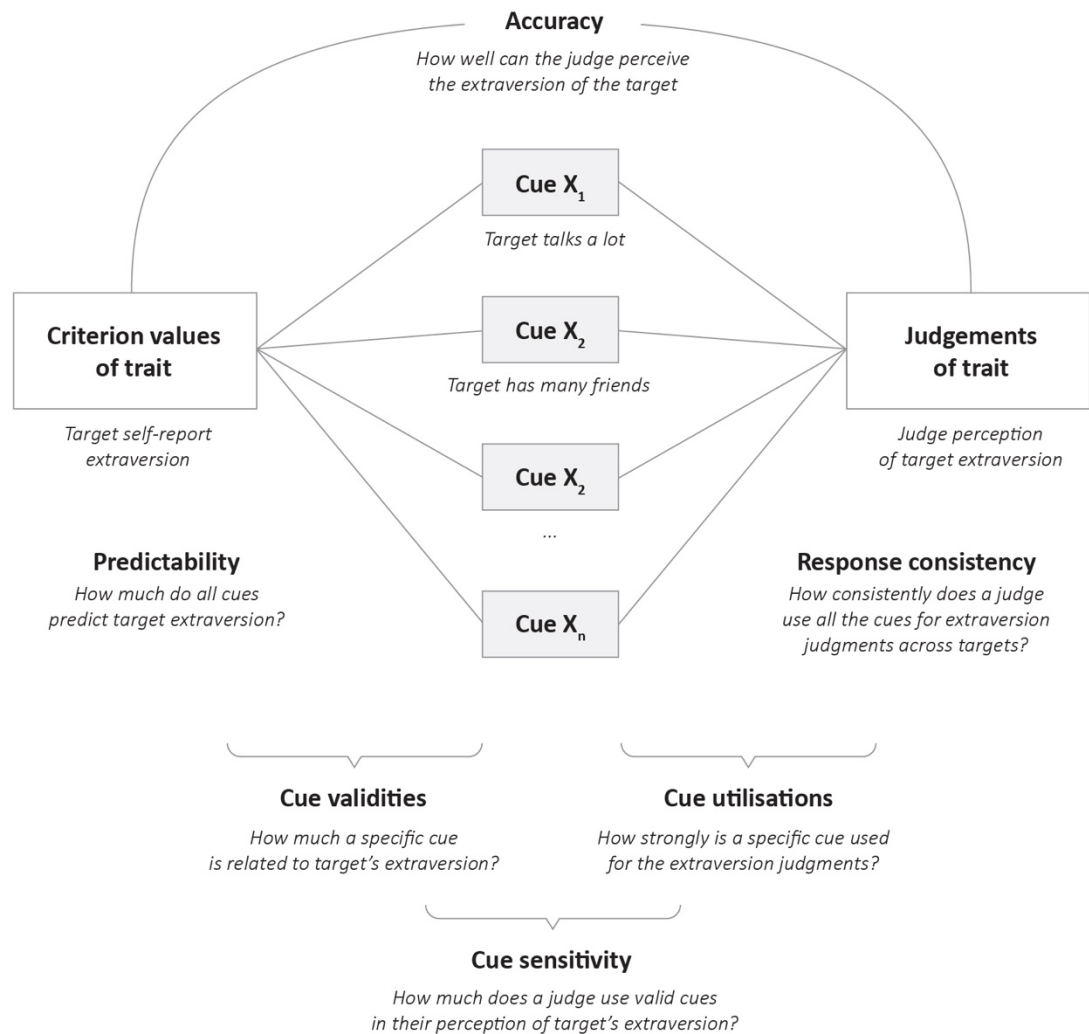 Accuracy
How well can the judge perceive
the extraversion of the target
Cue X1
Target talks a lot
Criterion values
of trait
Target self-report
extraversion
Cue X2
Target has many friends
Judgements
of trait
Judge perception
of target extraversion
Cue X2
...
Predictability
How much do all cues
predict target extraversion?
Cue Xn
Response consistency
How consistently does a judge
use all the cues for extraversion
judgments across targets?
Cue validities
How much a specific cue
is related to target's extraversion?
Cue utilisations
How strongly is a specific cue used
for the extraversion judgments?
Cue sensitivity
How much does a judge use valid cues
in their perception of target's extraversion?